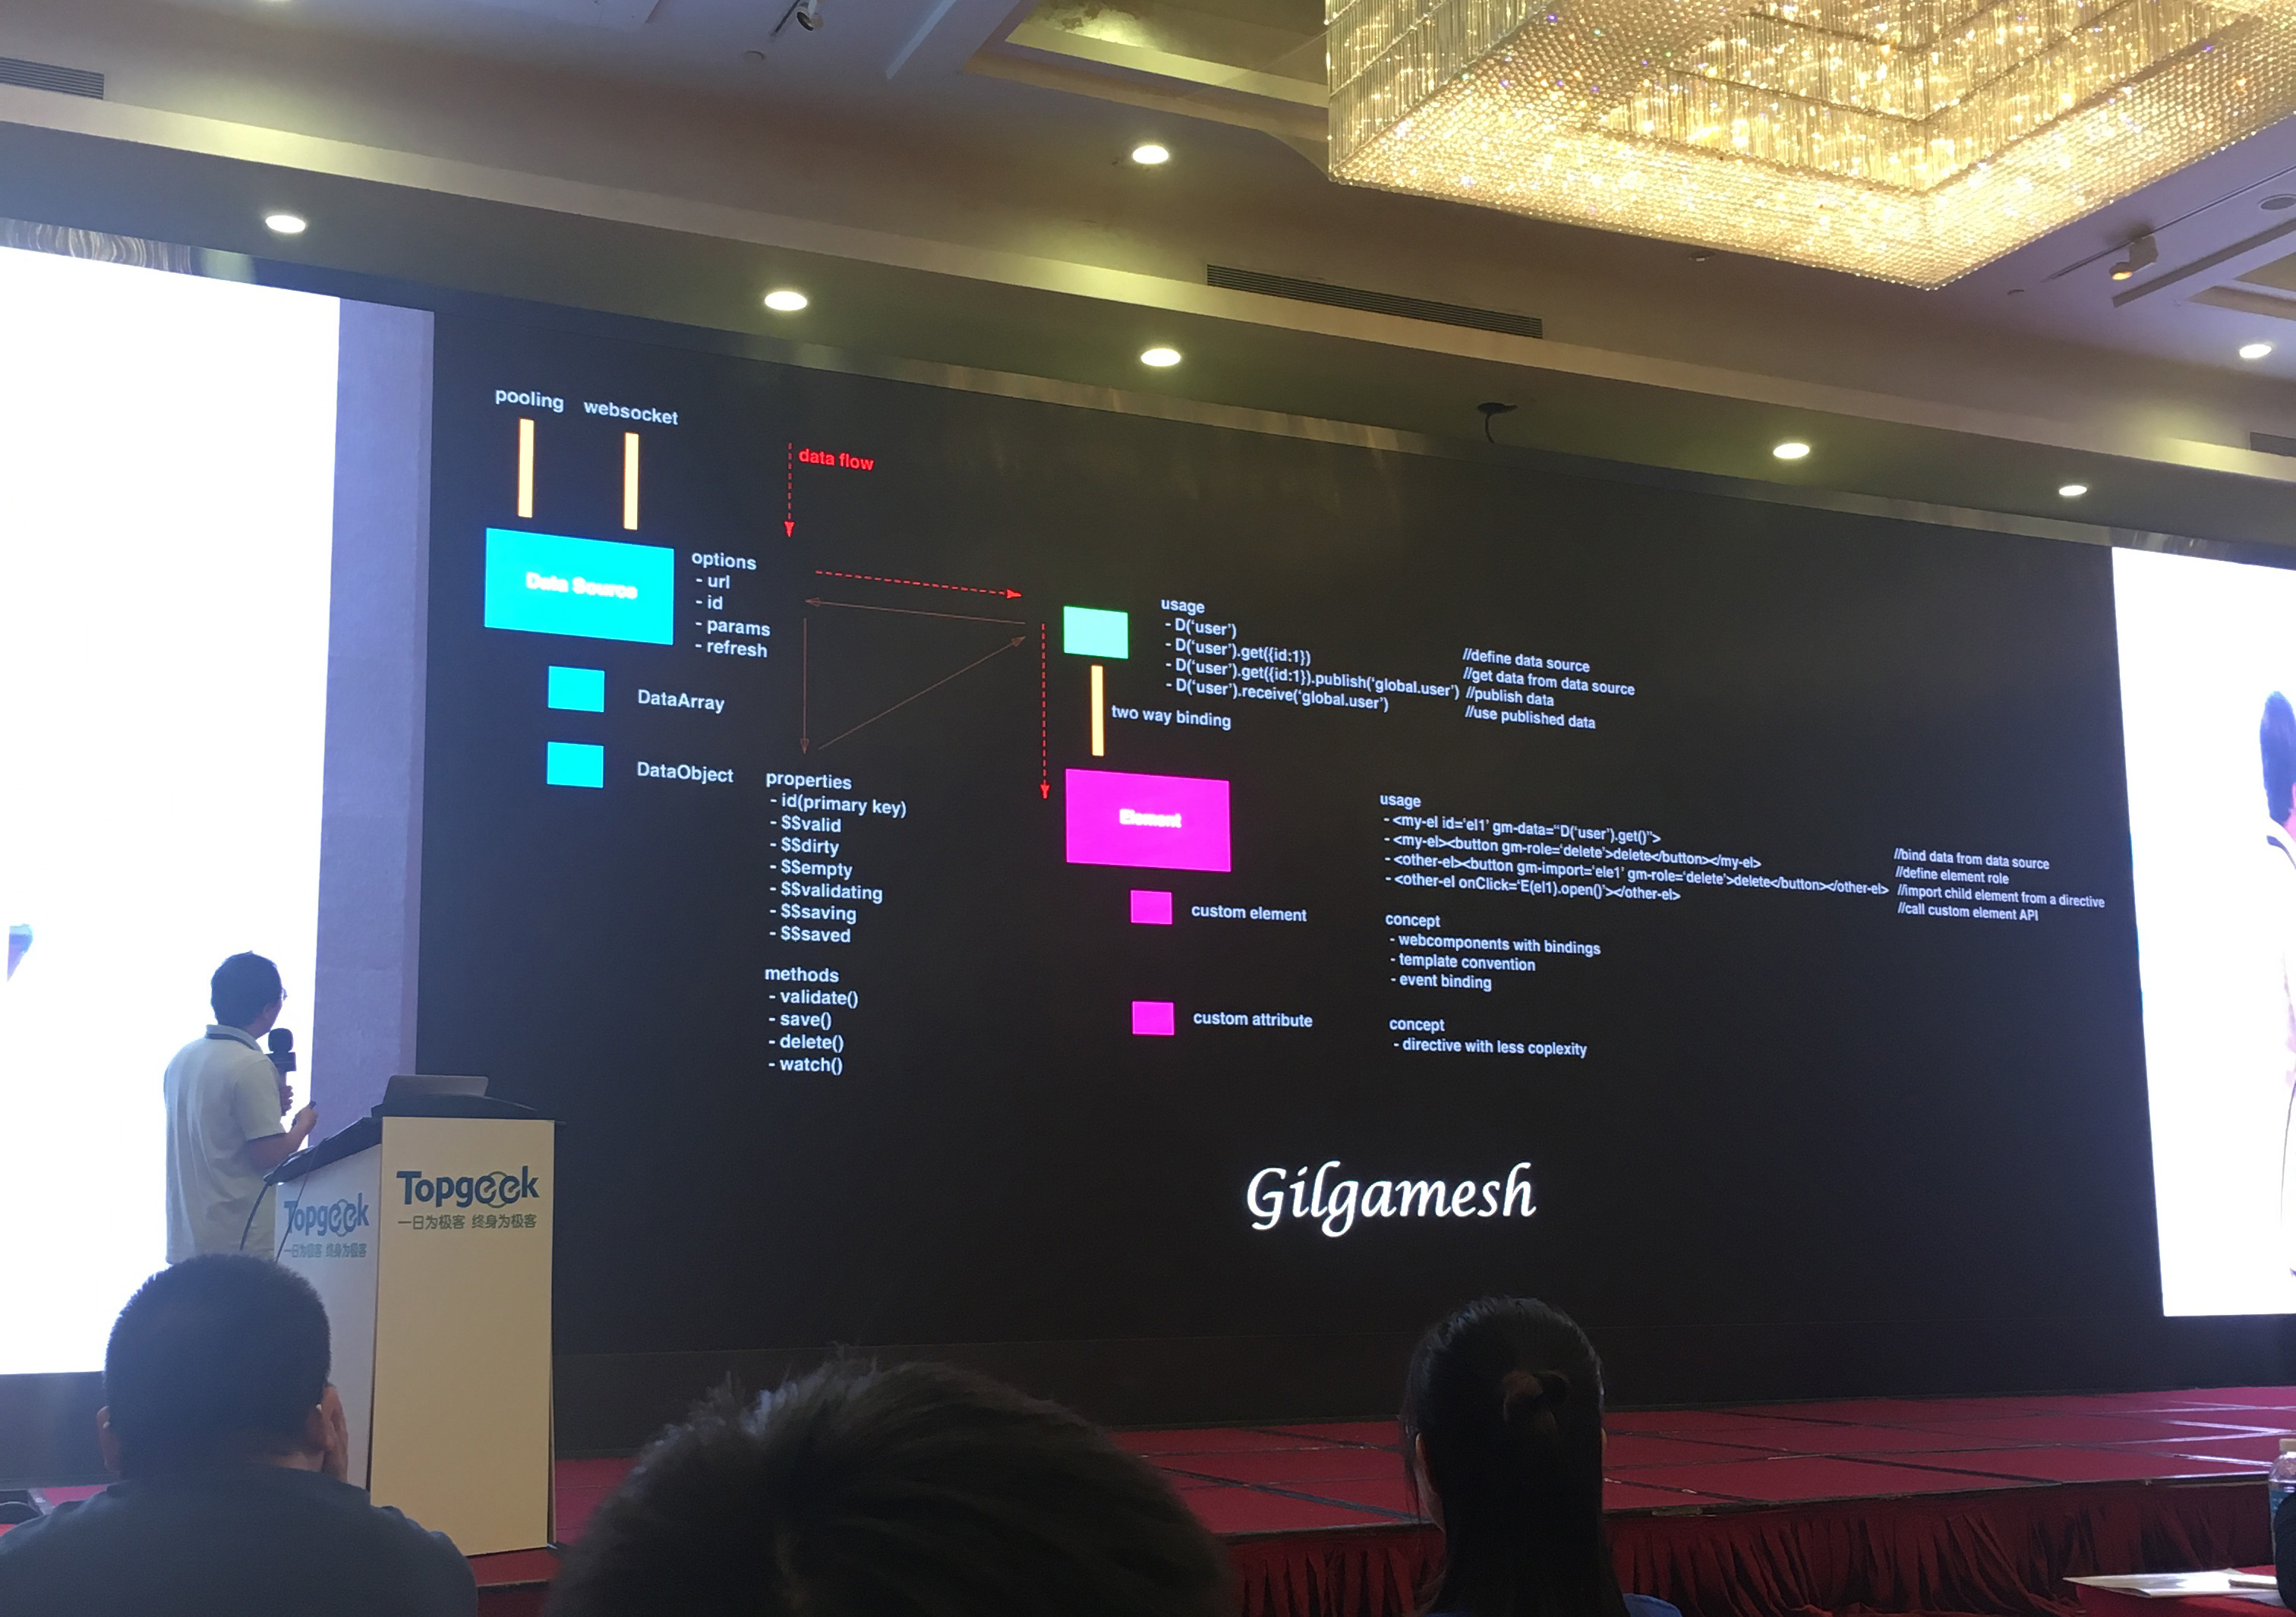 pooling
websocket
data flow
Data Source
options
- url
- id
- params
- refresh
DataArray
DataObject
properties
- id(primary key)
- $$valid
- $$dirty
- $$empty
- $$validating
- $$saving
- $$saved
methods
- validate()
- save()
- delete()
- watch()
usage
- D('user')
- D('user').get({id:1})
- D('user').get({id:1}).publish('global.user')
- D('user').receive('global.user')
//define data source
//get data from data source
//publish data
//use published data
two way binding
Element
usage
- <my-el id='el1' gm-data="D('user').get()">
- <my-el><button gm-role='delete'>delete</button></my-el>
- <other-el><button gm-import='ele1' gm-role='delete'>delete</button></other-el>
- <other-el onClick='E(el1).open()'></other-el>
//bind data from data source
//define element role
//import child element from a directive
//call custom element API
custom element
concept
- webcomponents with bindings
- template convention
- event binding
custom attribute
concept
- directive with less coplexity
Gilgamesh
Topgeek
一日为极客 终身为极客
Topgeek
一日为极客 终身为极客